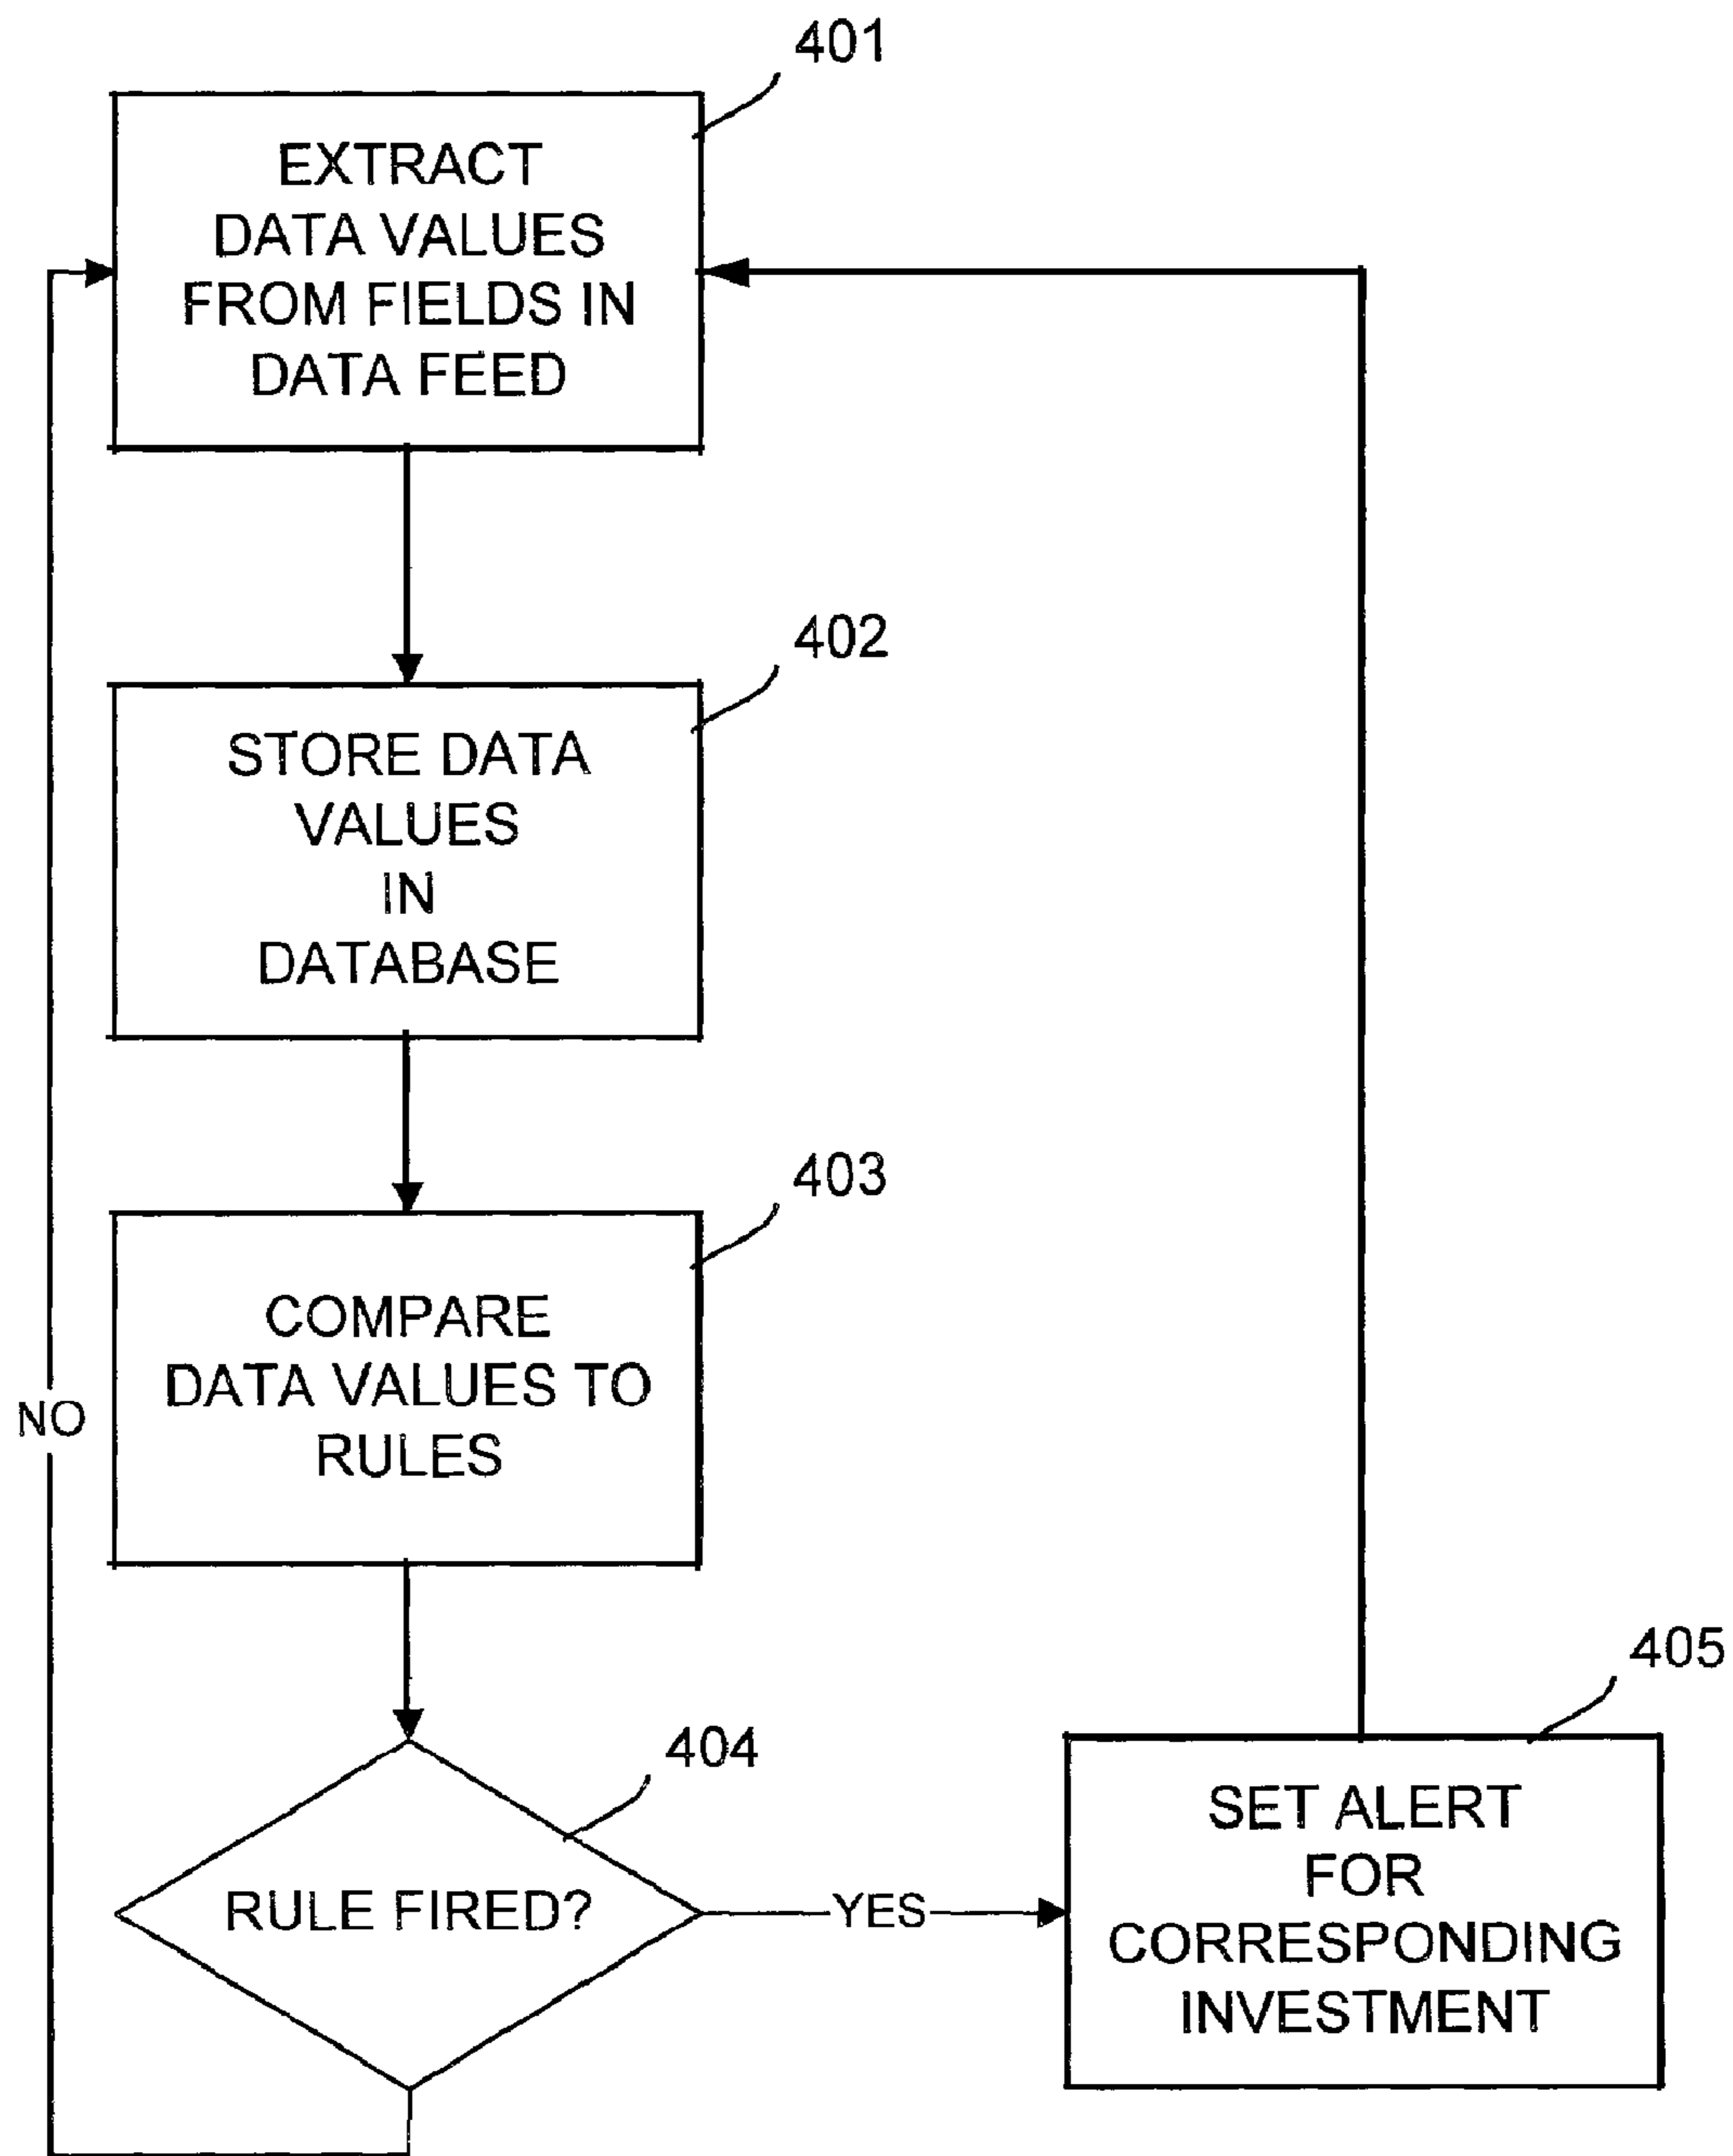 401
EXTRACT
DATA VALUES
FROM FIELDS IN
DATA FEED
402
STORE DATA
VALUES
IN
DATABASE
403
COMPARE
DATA VALUES TO
RULES
NO
404
RULE FIRED?
YES
405
SET ALERT
FOR
CORRESPONDING
INVESTMENT